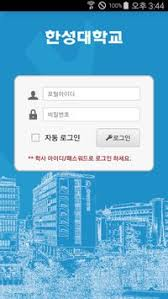 100% 오후 3:44
한성대학교
포털아이디
비밀번호
자동 로그인
로그인
** 학사 아이디/패스워드로 로그인 하세요.